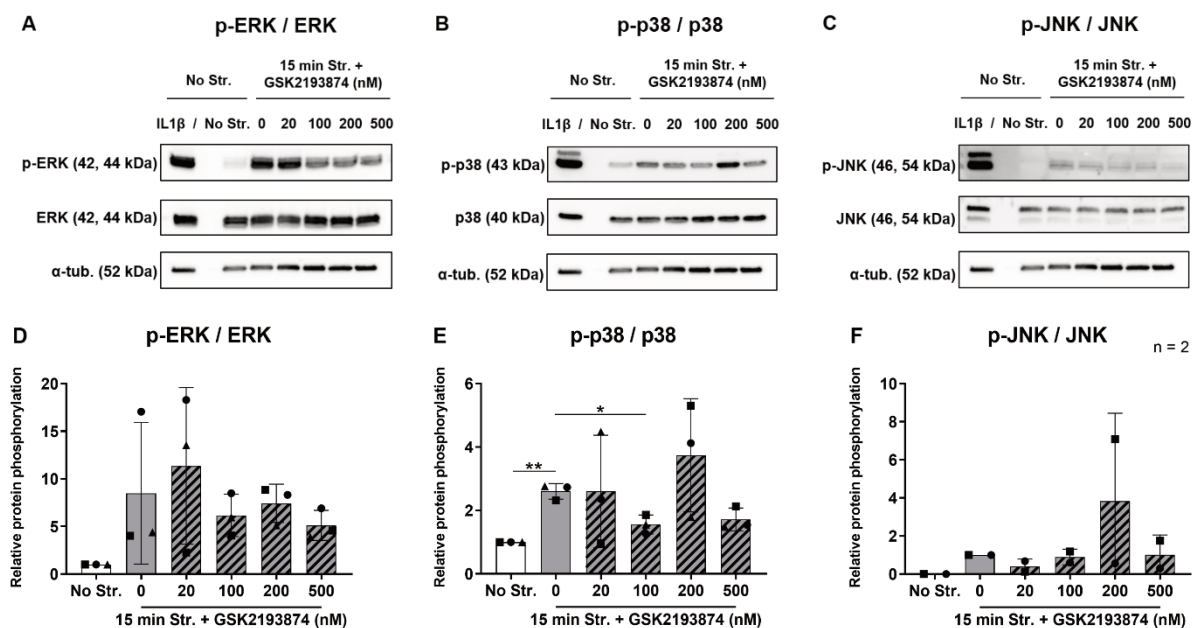 A
p-ERK / ERK
No Str.
15 min Str. +
GSK2193874 (nM)
IL1β / No Str. 0 20 100 200 500
p-ERK (42, 44 kDa)
ERK (42, 44 kDa)
α-tub. (52 kDa)
B
p-p38 / p38
No Str.
15 min Str. +
GSK2193874 (nM)
IL1β / No Str. 0 20 100 200 500
p-p38 (43 kDa)
p38 (40 kDa)
α-tub. (52 kDa)
C
p-JNK / JNK
No Str.
15 min Str. +
GSK2193874 (nM)
IL1β / No Str. 0 20 100 200 500
p-JNK (46, 54 kDa)
JNK (46, 54 kDa)
α-tub. (52 kDa)
D
p-ERK / ERK
Relative protein phosphorylation
20
15
10
5
0
No Str. 0 20 100 200 500
15 min Str. + GSK2193874 (nM)
E
p-p38 / p38
Relative protein phosphorylation
6
4
2
0
**
*
No Str. 0 20 100 200 500
15 min Str. + GSK2193874 (nM)
F
p-JNK / JNK
n = 2
Relative protein phosphorylation
10
8
6
4
2
0
No Str. 0 20 100 200 500
15 min Str. + GSK2193874 (nM)